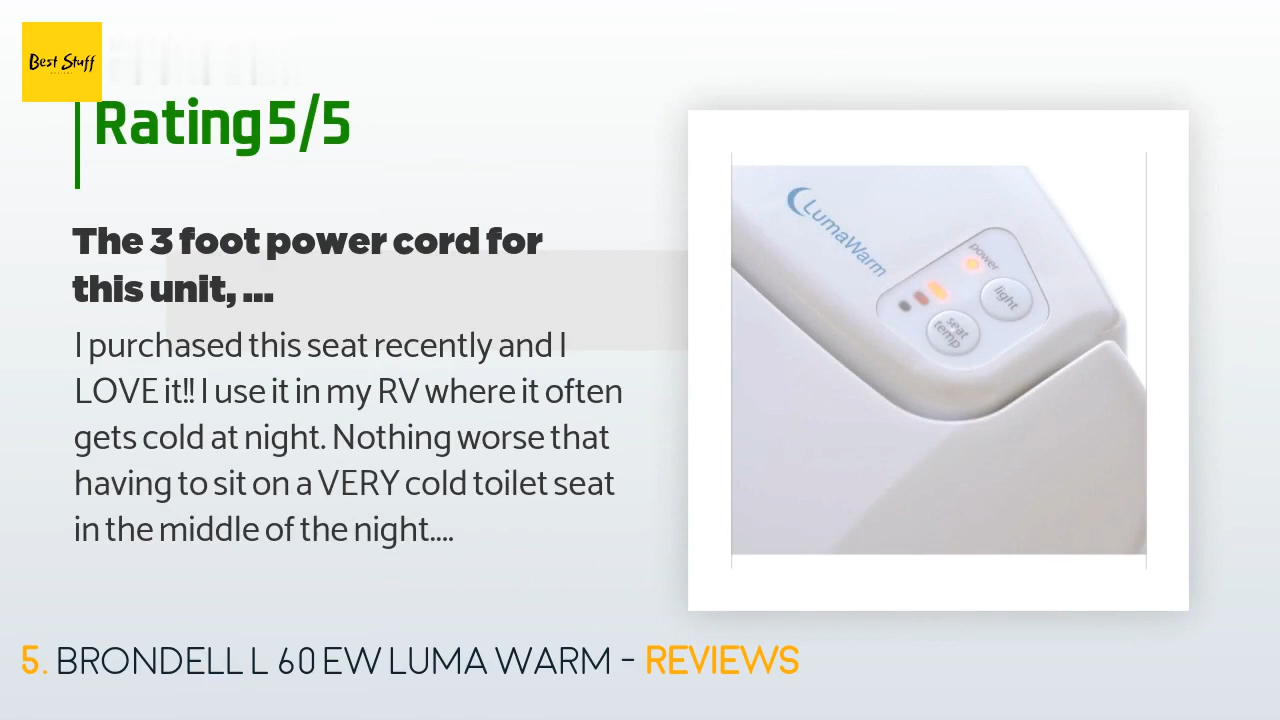 Best Stuff
Rating 5/5
The 3 foot power cord for
this unit, ...
I purchased this seat recently and I
LOVE it!! I use it in my RV where it often
gets cold at night. Nothing worse that
having to sit on a VERY cold toilet seat
in the middle of the night....
LumaWarm
power
light
seat
temp
5. BRONDELL L 60 EW LUMA WARM - REVIEWS